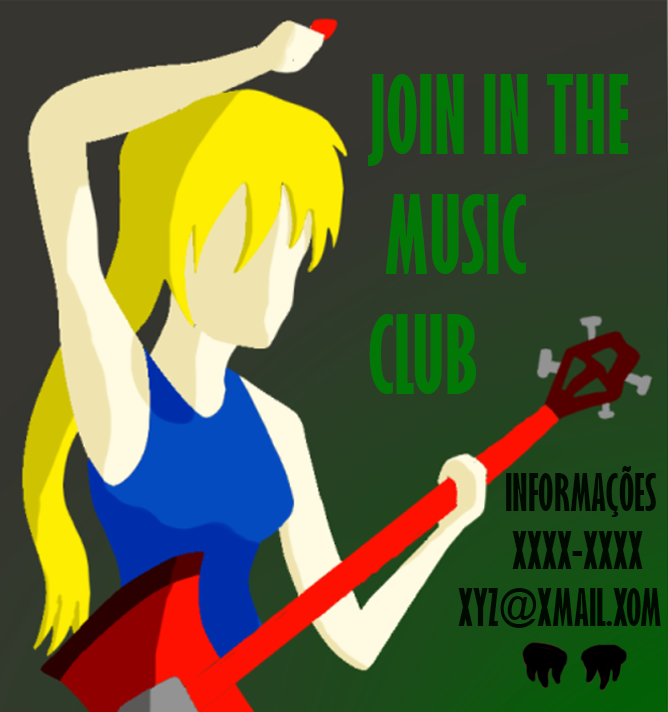 JOIN IN THE
MUSIC
CLUB
INFORMAÇÕES
XXXX-XXXX
XYZ@XMAIL.XOM